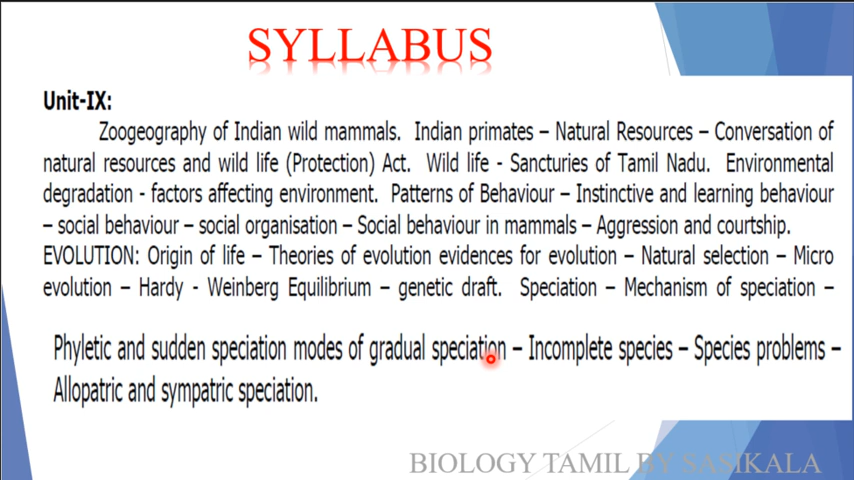 SYLLABUS
Unit-IX:
Zoogeography of Indian wild mammals. Indian primates – Natural Resources – Conversation of
natural resources and wild life (Protection) Act. Wild life - Sancturies of Tamil Nadu. Environmental
degradation - factors affecting environment. Patterns of Behaviour – Instinctive and learning behaviour
– social behaviour – social organisation – Social behaviour in mammals – Aggression and courtship.
EVOLUTION: Origin of life – Theories of evolution evidences for evolution – Natural selection – Micro
evolution – Hardy - Weinberg Equilibrium – genetic draft. Speciation – Mechanism of speciation –
Phyletic and sudden speciation modes of gradual speciation – Incomplete species – Species problems –
Allopatric and sympatric speciation.
BIOLOGY TAMIL BY SASIKALA